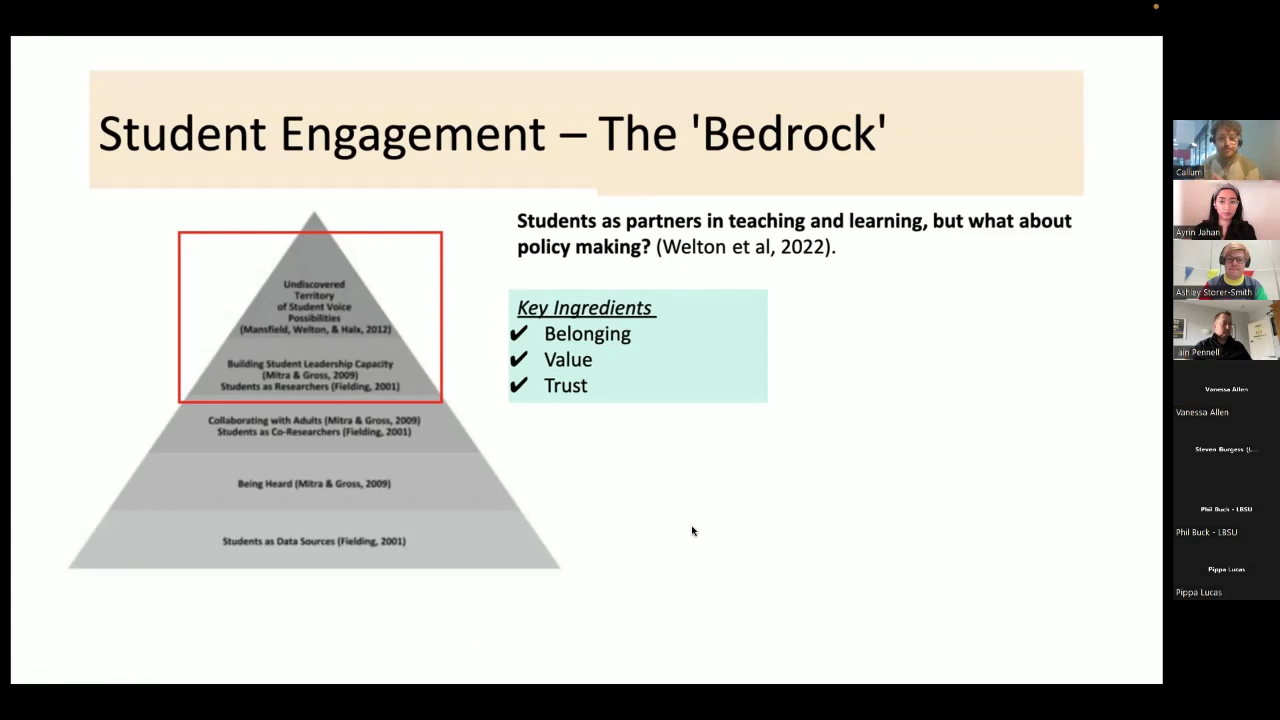 Student Engagement – The 'Bedrock'
Undiscovered
Territory
of Student Voice
Possibilities
(Mansfield, Welton, & Halx, 2012)
Building Student Leadership Capacity
(Mitra & Gross, 2009)
Students as Researchers (Fielding, 2001)
Collaborating with Adults (Mitra & Gross, 2009)
Students as Co-Researchers (Fielding, 2001)
Being Heard (Mitra & Gross, 2009)
Students as Data Sources (Fielding, 2001)
Students as partners in teaching and learning, but what about
policy making? (Welton et al, 2022).
Key Ingredients
✔ Belonging
✔ Value
✔ Trust
Callum
Ayrin Jahan
Ashley Storer-Smith
Iain Pennell
Vanessa Allen
Vanessa Allen
Steven Burgess (L...
Phil Buck - LBSU
Phil Buck - LBSU
Pippa Lucas
Pippa Lucas